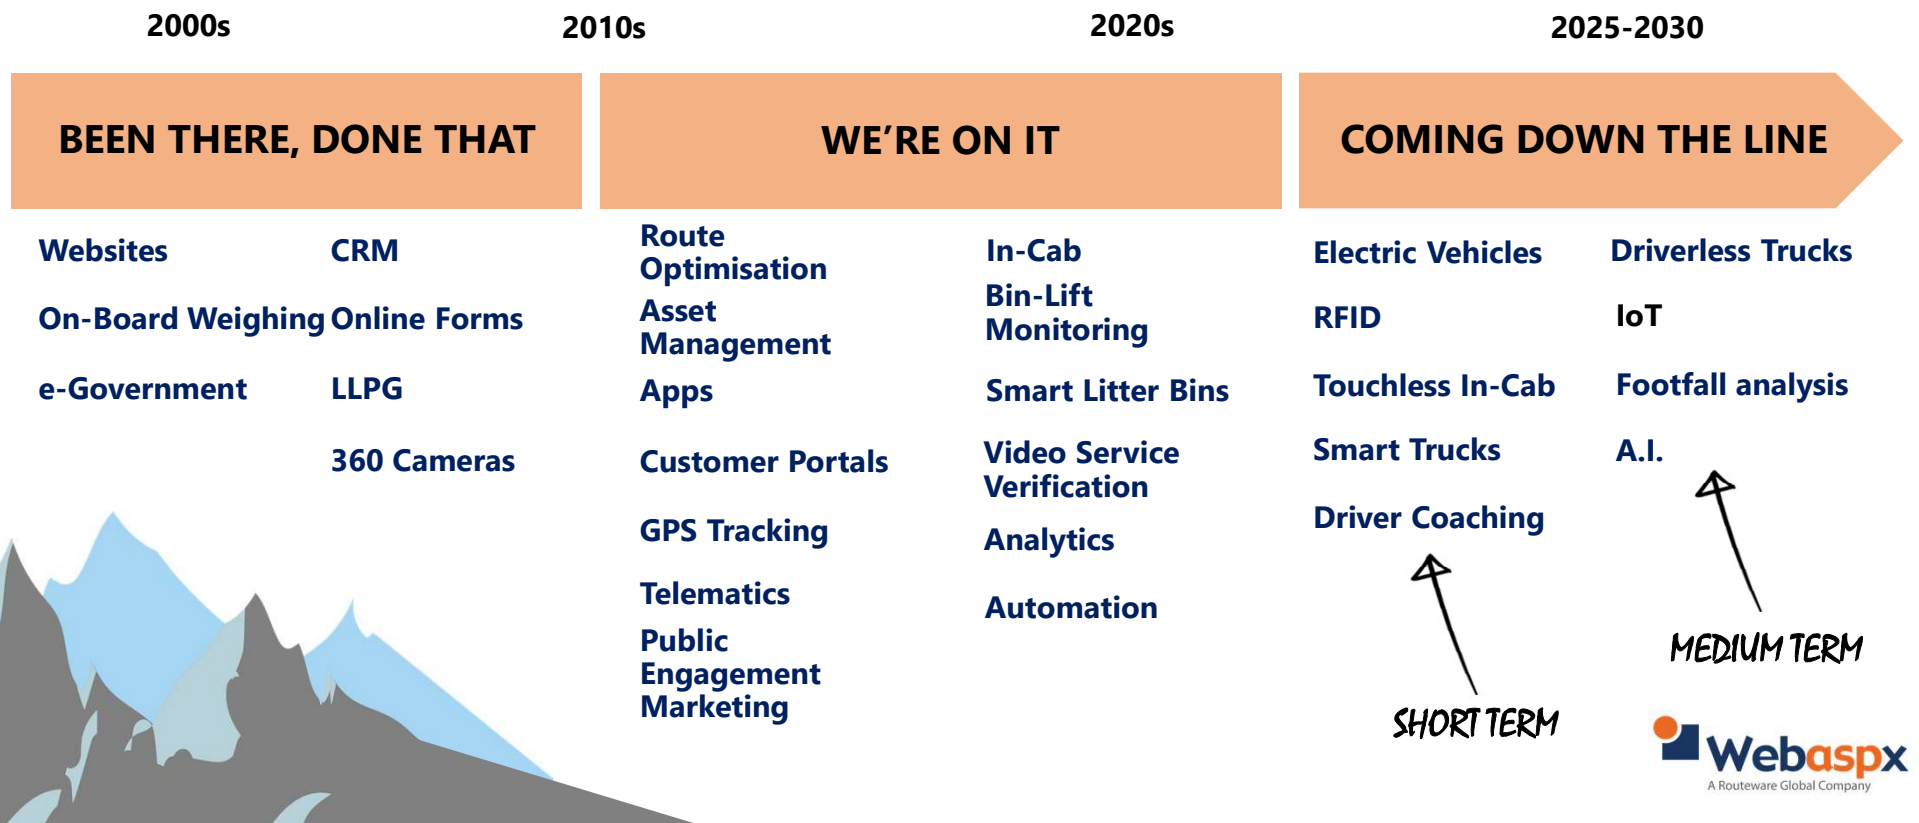 2000s
2010s
2020s
2025-2030
BEEN THERE, DONE THAT
WE’RE ON IT
COMING DOWN THE LINE
Websites
On-Board Weighing
e-Government
CRM
Online Forms
LLPG
360 Cameras
Route
Optimisation
Asset
Management
Apps
Customer Portals
GPS Tracking
Telematics
Public
Engagement
Marketing
In-Cab
Bin-Lift
Monitoring
Smart Litter Bins
Video Service
Verification
Analytics
Automation
Electric Vehicles
RFID
Touchless In-Cab
Smart Trucks
Driver Coaching
SHORT TERM
Driverless Trucks
IoT
Footfall analysis
A.I.
MEDIUM TERM
Webaspx
A Routeware Global Company